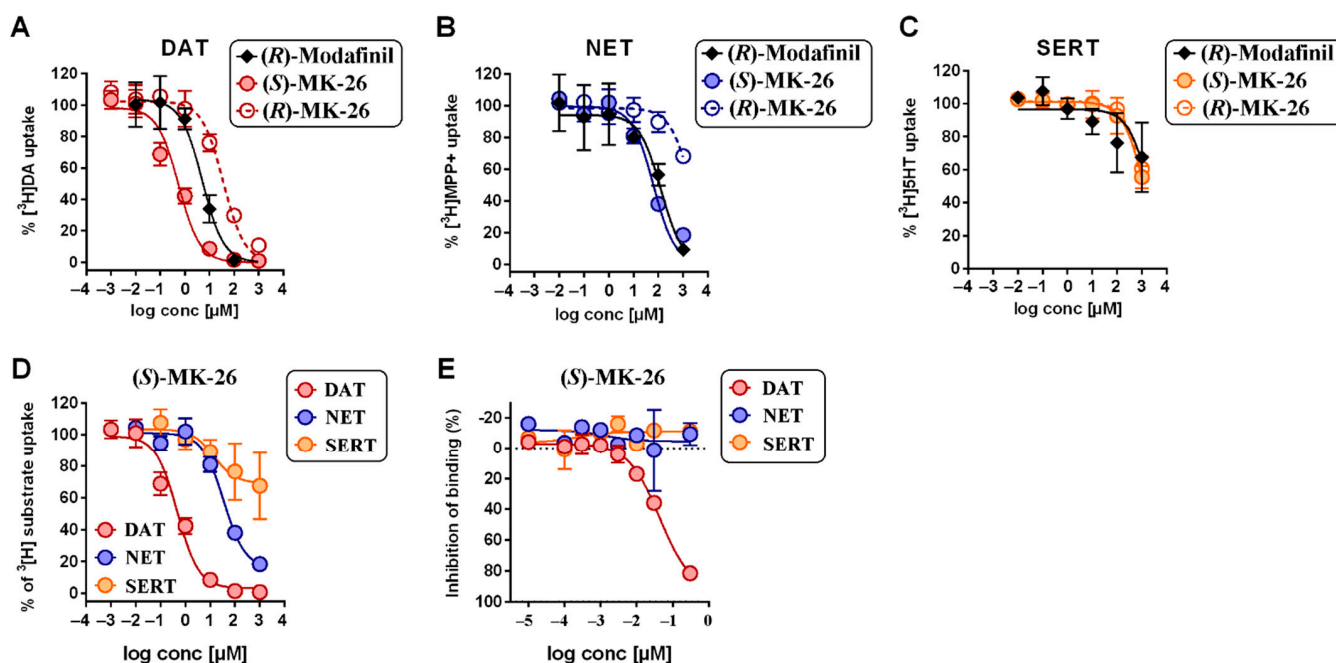 A
DAT
(R)-Modafinil
(S)-MK-26
(R)-MK-26
% [³H]DA uptake
120
100
80
60
40
20
0
–4 –3 –2 –1 0 1 2 3 4
log conc [µM]
B
NET
(R)-Modafinil
(S)-MK-26
(R)-MK-26
% [³H]MPP+ uptake
120
100
80
60
40
20
0
–4 –3 –2 –1 0 1 2 3 4
log conc [µM]
C
SERT
(R)-Modafinil
(S)-MK-26
(R)-MK-26
% [³H]5HT uptake
120
100
80
60
40
20
0
–4 –3 –2 –1 0 1 2 3 4
log conc [µM]
D
(S)-MK-26
DAT
NET
SERT
% of ³[H] substrate uptake
120
100
80
60
40
20
0
DAT
NET
SERT
–4 –3 –2 –1 0 1 2 3 4
log conc [µM]
E
(S)-MK-26
DAT
NET
SERT
Inhibition of binding (%)
-20
0
20
40
60
80
100
–5 –4 –3 –2 –1 0
log conc [µM]